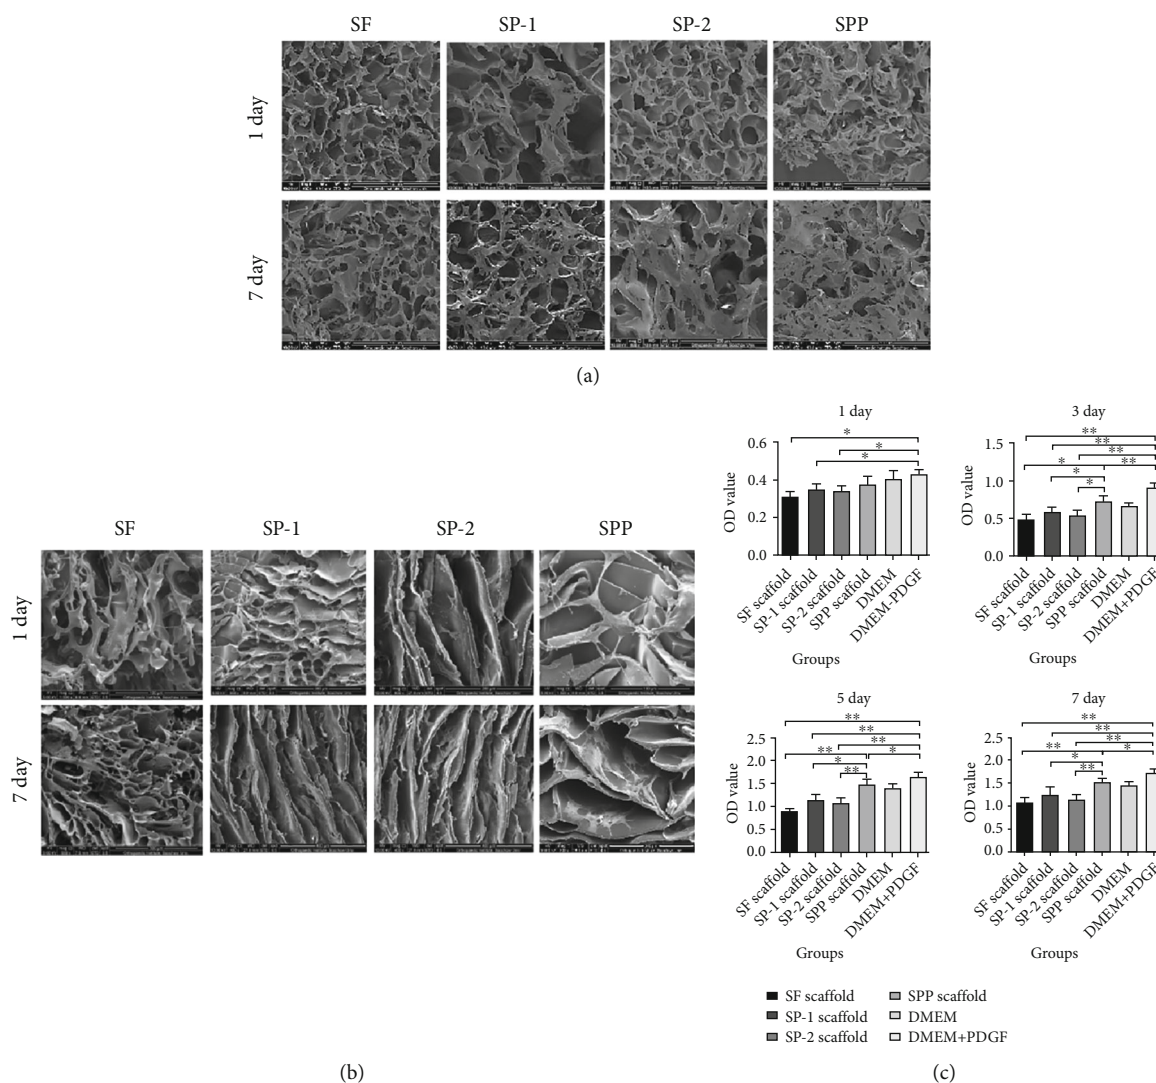 SF SP-1 SP-2 SPP
1 day
7 day
(a)
SF SP-1 SP-2 SPP
1 day
7 day
(b)
1 day
* * *
OD value
0.6
0.4
0.2
0.0
SF scaffold
SP-1 scaffold
SP-2 scaffold
SPP scaffold
DMEM
DMEM-PDGF
Groups
3 day
** ** ** * ** * *
OD value
1.5
1.0
0.5
0.0
SF scaffold
SP-1 scaffold
SP-2 scaffold
SPP scaffold
DMEM
DMEM+PDGF
Groups
5 day
** ** ** ** * * **
OD value
2.5
2.0
1.5
1.0
0.5
0.0
SF scaffold
SP-1 scaffold
SP-2 scaffold
SPP scaffold
DMEM
DMEM+PDGF
Groups
7 day
** ** ** ** * * **
OD value
2.5
2.0
1.5
1.0
0.5
0.0
SF scaffold
SP-1 scaffold
SP-2 scaffold
SPP scaffold
DMEM
DMEM+PDGF
Groups
SF scaffold
SP-1 scaffold
SP-2 scaffold
SPP scaffold
DMEM
DMEM+PDGF
(c)